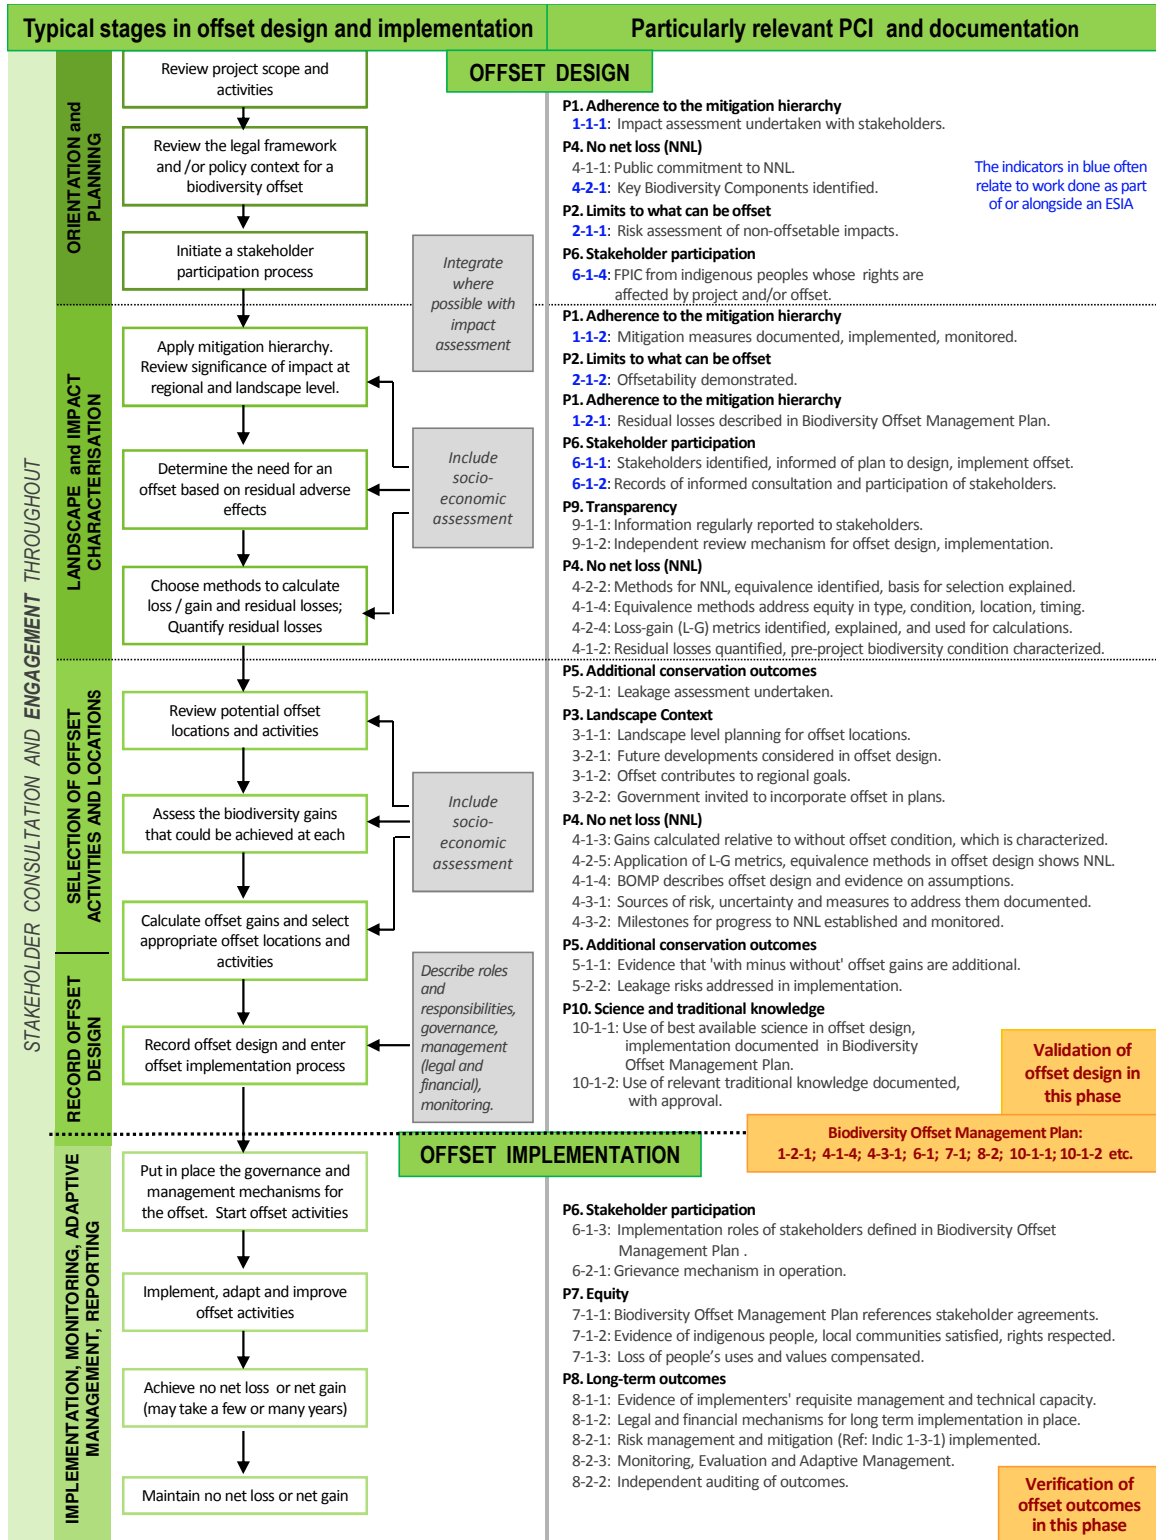 Typical stages in offset design and implementation
Particularly relevant PCI and documentation
OFFSET DESIGN
STAKEHOLDER CONSULTATION AND ENGAGEMENT THROUGHOUT
ORIENTATION and
PLANNING
Review project scope and
activities
Review the legal framework
and /or policy context for a
biodiversity offset
Initiate a stakeholder
participation process
Integrate
where
possible with
impact
assessment
P1. Adherence to the mitigation hierarchy
1-1-1: Impact assessment undertaken with stakeholders.
P4. No net loss (NNL)
4-1-1: Public commitment to NNL.
4-2-1: Key Biodiversity Components identified.
P2. Limits to what can be offset
2-1-1: Risk assessment of non-offsetable impacts.
P6. Stakeholder participation
6-1-4: FPIC from indigenous peoples whose rights are
affected by project and/or offset.
The indicators in blue often
relate to work done as part
of or alongside an ESIA
LANDSCAPE and IMPACT
CHARACTERISATION
Apply mitigation hierarchy.
Review significance of impact at
regional and landscape level.
Determine the need for an
offset based on residual adverse
effects
Choose methods to calculate
loss / gain and residual losses;
Quantify residual losses
Include
socio-
economic
assessment
P1. Adherence to the mitigation hierarchy
1-1-2: Mitigation measures documented, implemented, monitored.
P2. Limits to what can be offset
2-1-2: Offsetability demonstrated.
P1. Adherence to the mitigation hierarchy
1-2-1: Residual losses described in Biodiversity Offset Management Plan.
P6. Stakeholder participation
6-1-1: Stakeholders identified, informed of plan to design, implement offset.
6-1-2: Records of informed consultation and participation of stakeholders.
P9. Transparency
9-1-1: Information regularly reported to stakeholders.
9-1-2: Independent review mechanism for offset design, implementation.
P4. No net loss (NNL)
4-2-2: Methods for NNL, equivalence identified, basis for selection explained.
4-1-4: Equivalence methods address equity in type, condition, location, timing.
4-2-4: Loss-gain (L-G) metrics identified, explained, and used for calculations.
4-1-2: Residual losses quantified, pre-project biodiversity condition characterized.
SELECTION OF OFFSET
ACTIVITIES AND LOCATIONS
Review potential offset
locations and activities
Assess the biodiversity gains
that could be achieved at each
Calculate offset gains and select
appropriate offset locations and
activities
Include
socio-
economic
assessment
P5. Additional conservation outcomes
5-2-1: Leakage assessment undertaken.
P3. Landscape Context
3-1-1: Landscape level planning for offset locations.
3-2-1: Future developments considered in offset design.
3-1-2: Offset contributes to regional goals.
3-2-2: Government invited to incorporate offset in plans.
P4. No net loss (NNL)
4-1-3: Gains calculated relative to without offset condition, which is characterized.
4-2-5: Application of L-G metrics, equivalence methods in offset design shows NNL.
4-1-4: BOMP describes offset design and evidence on assumptions.
4-3-1: Sources of risk, uncertainty and measures to address them documented.
4-3-2: Milestones for progress to NNL established and monitored.
P5. Additional conservation outcomes
5-1-1: Evidence that 'with minus without' offset gains are additional.
5-2-2: Leakage risks addressed in implementation.
RECORD OFFSET
DESIGN
Record offset design and enter
offset implementation process
Describe roles
and
responsibilities,
governance,
management
(legal and
financial),
monitoring.
P10. Science and traditional knowledge
10-1-1: Use of best available science in offset design,
implementation documented in Biodiversity
Offset Management Plan.
10-1-2: Use of relevant traditional knowledge documented,
with approval.
Validation of
offset design in
this phase
Biodiversity Offset Management Plan:
1-2-1; 4-1-4; 4-3-1; 6-1; 7-1; 8-2; 10-1-1; 10-1-2 etc.
OFFSET IMPLEMENTATION
IMPLEMENTATION, MONITORING, ADAPTIVE
MANAGEMENT, REPORTING
Put in place the governance and
management mechanisms for
the offset. Start offset activities
Implement, adapt and improve
offset activities
Achieve no net loss or net gain
(may take a few or many years)
Maintain no net loss or net gain
P6. Stakeholder participation
6-1-3: Implementation roles of stakeholders defined in Biodiversity Offset
Management Plan .
6-2-1: Grievance mechanism in operation.
P7. Equity
7-1-1: Biodiversity Offset Management Plan references stakeholder agreements.
7-1-2: Evidence of indigenous people, local communities satisfied, rights respected.
7-1-3: Loss of people's uses and values compensated.
P8. Long-term outcomes
8-1-1: Evidence of implementers' requisite management and technical capacity.
8-1-2: Legal and financial mechanisms for long term implementation in place.
8-2-1: Risk management and mitigation (Ref: Indic 1-3-1) implemented.
8-2-3: Monitoring, Evaluation and Adaptive Management.
8-2-2: Independent auditing of outcomes.
Verification of
offset outcomes
in this phase